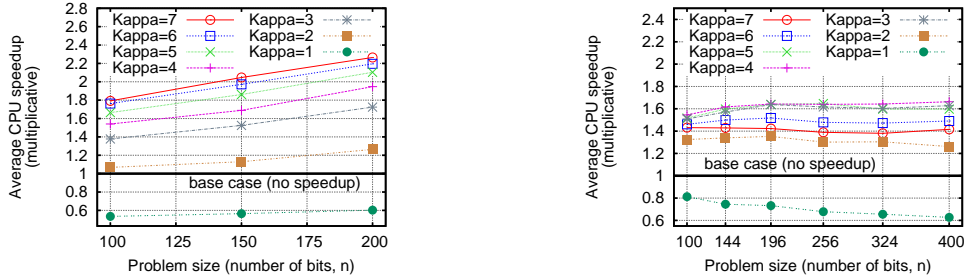 Average CPU speedup
(multiplicative)
2.8
2.6
2.4
2.2
2
1.8
1.6
1.4
1.2
1
0.8
0.6
Kappa=7
Kappa=6
Kappa=5
Kappa=4
Kappa=3
Kappa=2
Kappa=1
base case (no speedup)
100
125
150
175
200
Problem size (number of bits, n)
Average CPU speedup
(multiplicative)
2.4
2.2
2
1.8
1.6
1.4
1.2
1
0.8
0.6
Kappa=7
Kappa=6
Kappa=5
Kappa=4
Kappa=3
Kappa=2
Kappa=1
base case (no speedup)
100
144
196
256
324
400
Problem size (number of bits, n)